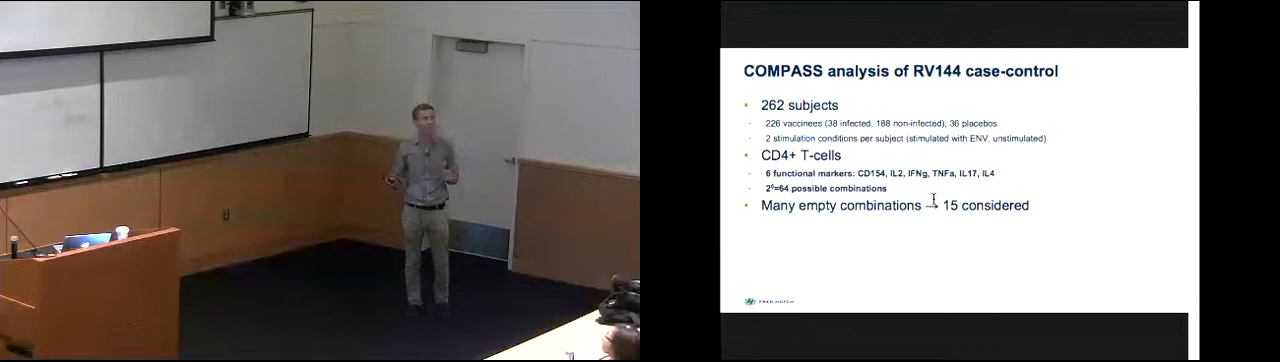 COMPASS analysis of RV144 case-control
• 262 subjects
- 226 vaccinees (38 infected, 188 non-infected), 36 placebos
- 2 stimulation conditions per subject (stimulated with ENV, unstimulated)
• CD4+ T-cells
- 6 functional markers: CD154, IL2, IFNg, TNFa, IL17, IL4
- 2⁶=64 possible combinations
• Many empty combinations → 15 considered
FRED HUTCH